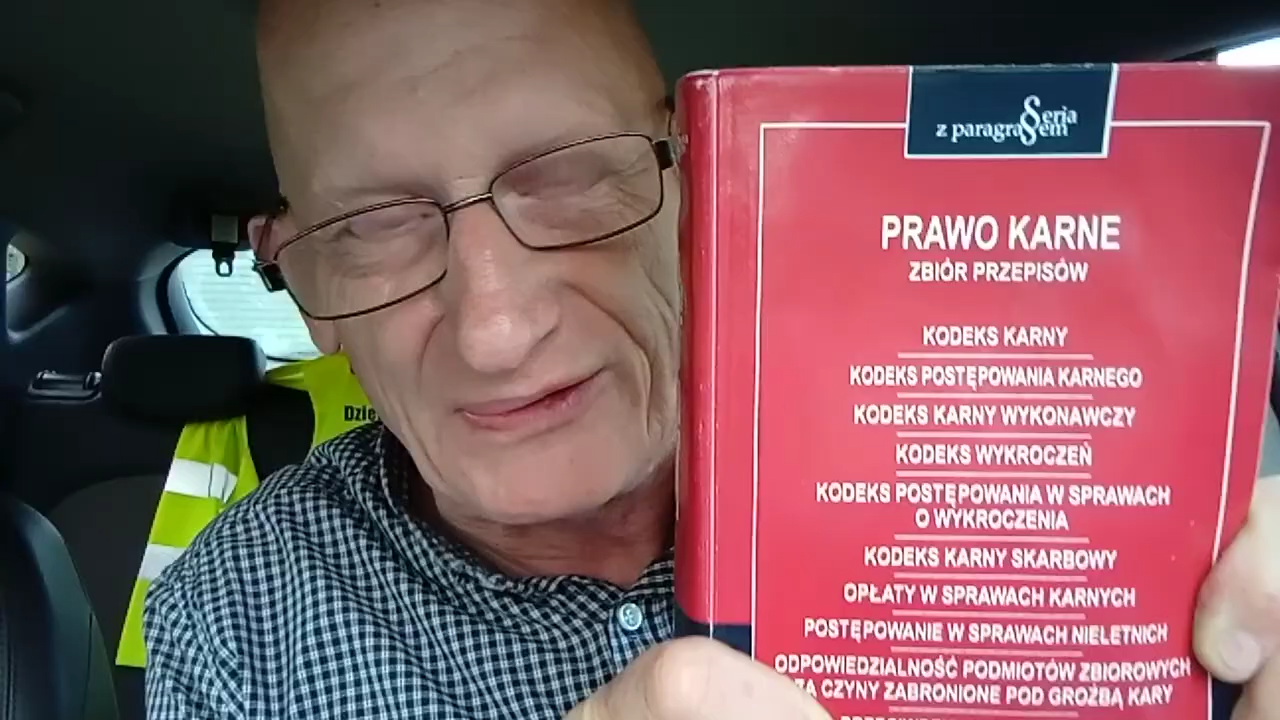 seria
z paragrafem
PRAWO KARNE
ZBIÓR PRZEPISÓW
KODEKS KARNY
KODEKS POSTĘPOWANIA KARNEGO
KODEKS KARNY WYKONAWCZY
KODEKS WYKROCZEŃ
KODEKS POSTĘPOWANIA W SPRAWACH
O WYKROCZENIA
KODEKS KARNY SKARBOWY
OPŁATY W SPRAWACH KARNYCH
POSTĘPOWANIE W SPRAWACH NIELETNICH
ODPOWIEDZIALNOŚĆ PODMIOTÓW ZBIOROWYCH
ZA CZYNY ZABRONIONE POD GROŹBĄ KARY